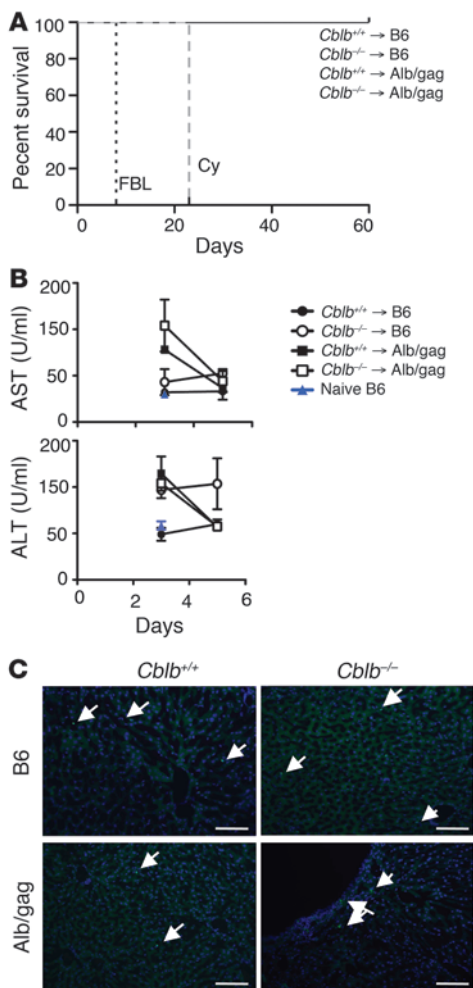 A
Pecent survival
100
80
60
40
20
0
FBL
Cy
0
20
40
60
Days
Cblb+/+ → B6
Cblb−/− → B6
Cblb+/+ → Alb/gag
Cblb−/− → Alb/gag
B
AST (U/ml)
200
150
50
0
Cblb+/+ → B6
Cblb−/− → B6
Cblb+/+ → Alb/gag
Cblb−/− → Alb/gag
Naive B6
ALT (U/ml)
200
150
50
0
0
2
4
6
Days
C
Cblb+/+
Cblb−/−
B6
Alb/gag